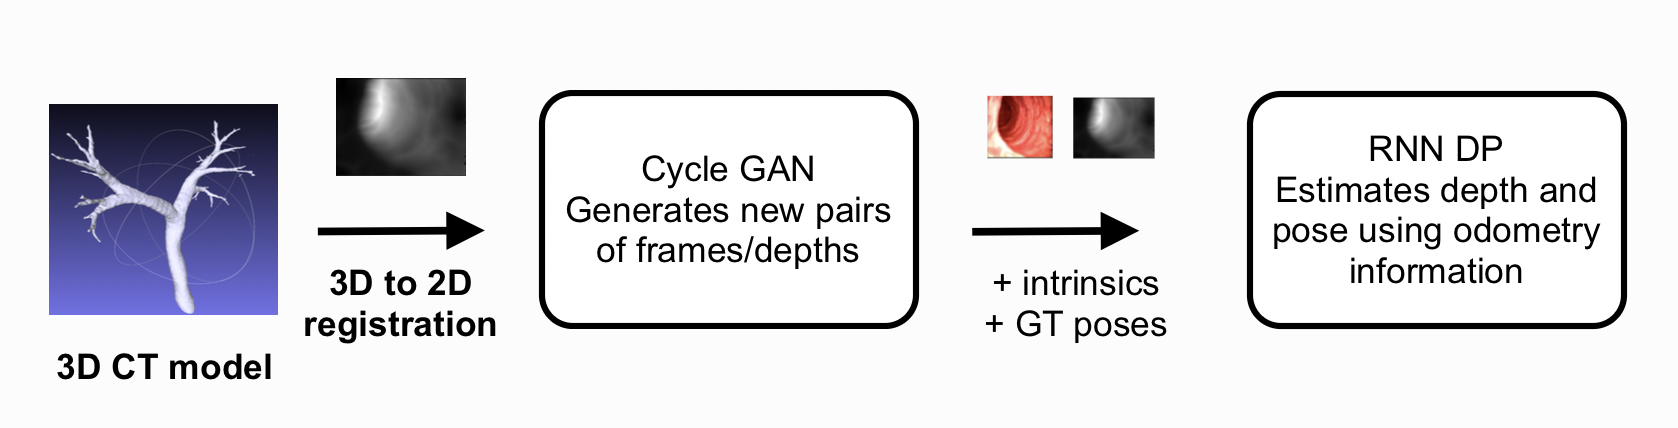 3D CT model
3D to 2D
registration
Cycle GAN
Generates new pairs
of frames/depths
+ intrinsics
+ GT poses
RNN DP
Estimates depth and
pose using odometry
information